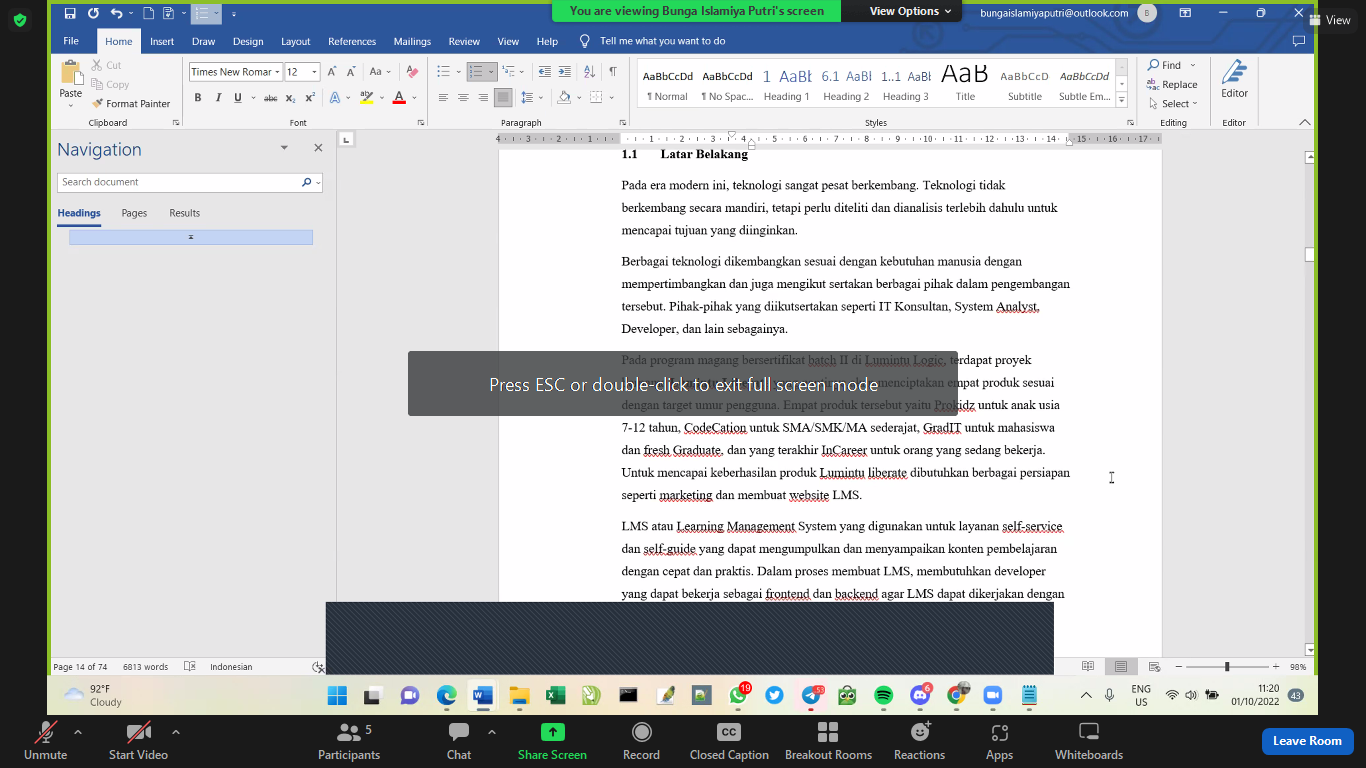 You are viewing Bunga Islamiya Putri's screen
View Options
bungaislamiyaputri@outlook.com
B
View
File Home Insert Draw Design Layout References Mailings Review View Help Tell me what you want to do
Paste
Cut
Copy
Format Painter
Clipboard
Times New Roman 12
Font
Paragraph
AaBbCcDd AaBbCcDd 1 AaBb 6.1 AaBb 1..1 AaBb AaB AaBbCcD AaBbCcDd
¶ Normal ¶ No Spac... Heading 1 Heading 2 Heading 3 Title Subtitle Subtle Em...
Styles
Find
Replace
Select
Editing
Editor
Editor
Navigation
Search document
Headings Pages Results
1.1 Latar Belakang
Pada era modern ini, teknologi sangat pesat berkembang. Teknologi tidak
berkembang secara mandiri, tetapi perlu diteliti dan dianalisis terlebih dahulu untuk
mencapai tujuan yang diinginkan.
Berbagai teknologi dikembangkan sesuai dengan kebutuhan manusia dengan
mempertimbangkan dan juga mengikut sertakan berbagai pihak dalam pengembangan
tersebut. Pihak-pihak yang diikutsertakan seperti IT Konsultan, System Analyst,
Developer, dan lain sebagainya.
Pada program magang bersertifikat batch II di Lumintu Logic, terdapat proyek
Press ESC or double-click to exit full screen mode
menciptakan empat produk sesuai
dengan target umur pengguna. Empat produk tersebut yaitu Prokidz untuk anak usia
7-12 tahun, CodeCation untuk SMA/SMK/MA sederajat, GradIT untuk mahasiswa
dan fresh Graduate, dan yang terakhir InCareer untuk orang yang sedang bekerja.
Untuk mencapai keberhasilan produk Lumintu liberate dibutuhkan berbagai persiapan
seperti marketing dan membuat website LMS.
LMS atau Learning Management System yang digunakan untuk layanan self-service
dan self-guide yang dapat mengumpulkan dan menyampaikan konten pembelajaran
dengan cepat dan praktis. Dalam proses membuat LMS, membutuhkan developer
yang dapat bekerja sebagai frontend dan backend agar LMS dapat dikerjakan dengan
Page 14 of 74 6813 words Indonesian 98%
92°F
Cloudy
19
53
6
ENG
US
11:20
01/10/2022
43
Unmute Start Video Participants 5 Chat Share Screen Record Closed Caption Breakout Rooms Reactions Apps Whiteboards Leave Room